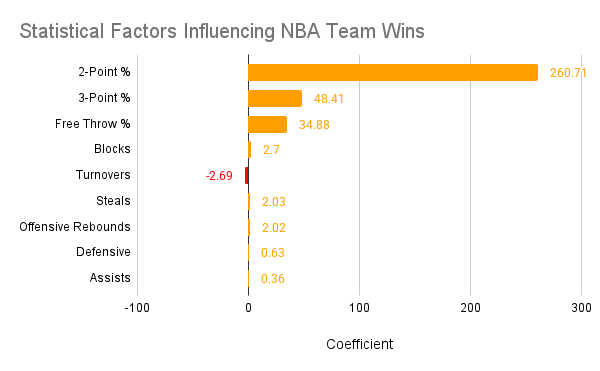 Statistical Factors Influencing NBA Team Wins
2-Point % 260.71
3-Point % 48.41
Free Throw % 34.88
Blocks 2.7
Turnovers -2.69
Steals 2.03
Offensive Rebounds 2.02
Defensive 0.63
Assists 0.36
-100 0 100 200 300
Coefficient